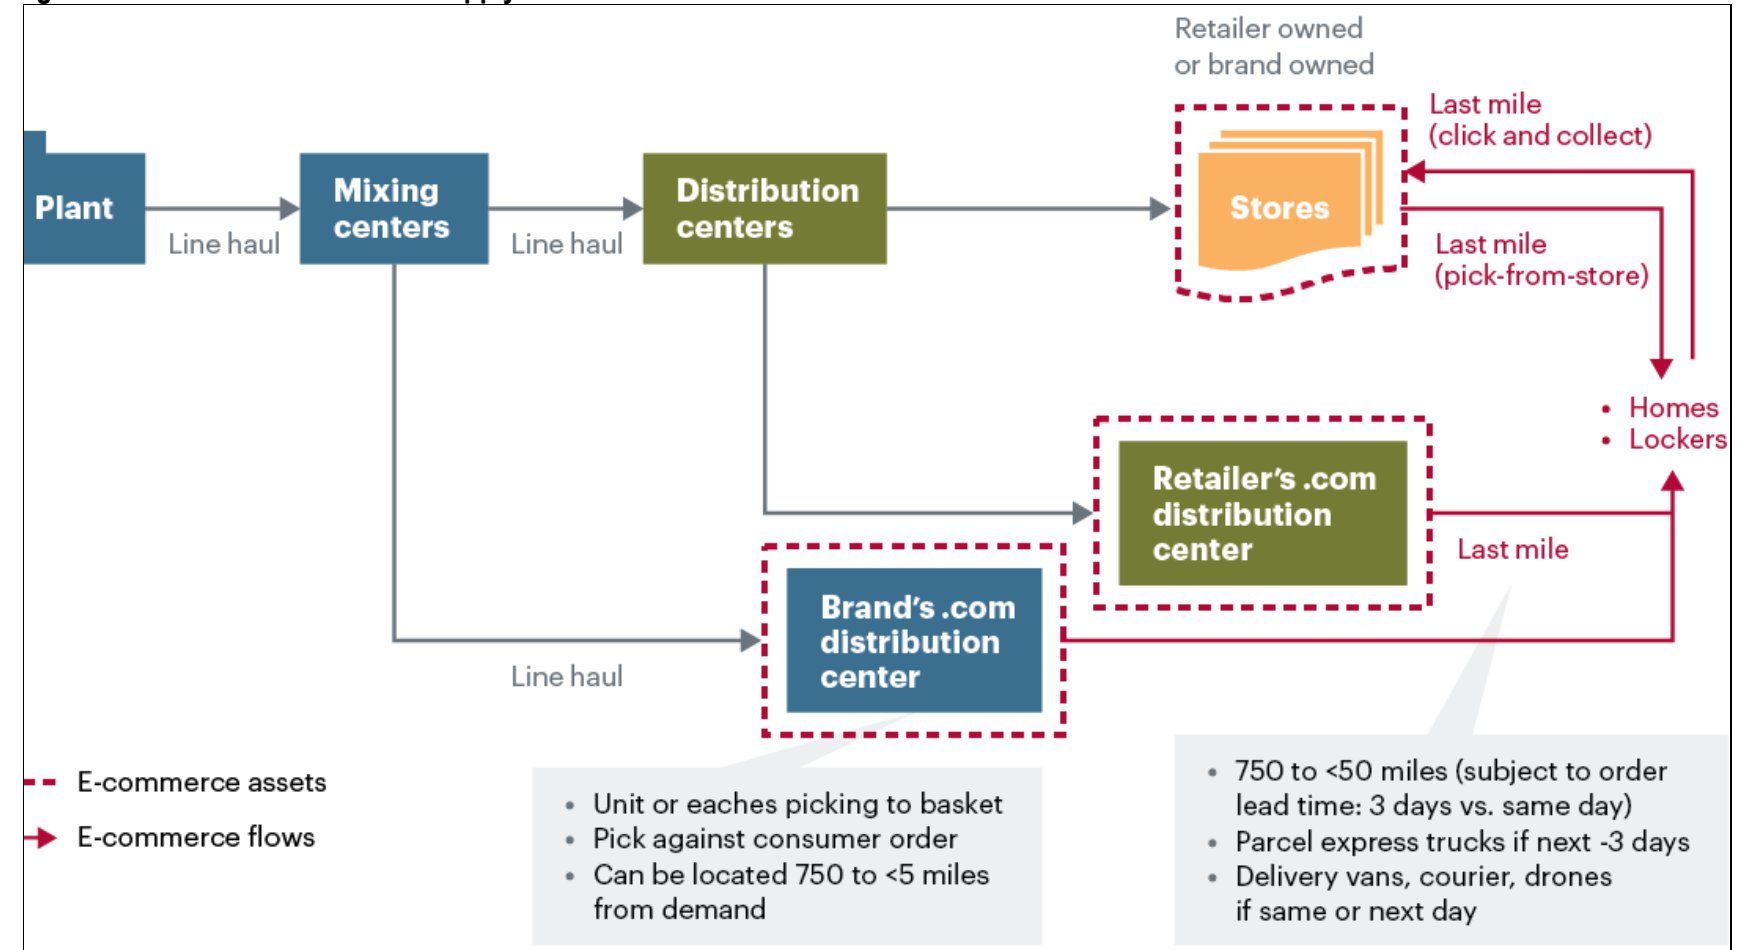 Retailer owned
or brand owned
Last mile
(click and collect)
Plant
Line haul
Mixing
centers
Line haul
Distribution
centers
Stores
Last mile
(pick-from-store)
• Homes
• Lockers
Retailer's .com
distribution
center
Last mile
Brand's .com
distribution
center
Line haul
E-commerce assets
E-commerce flows
• Unit or eaches picking to basket
• Pick against consumer order
• Can be located 750 to <5 miles
from demand
• 750 to <50 miles (subject to order
lead time: 3 days vs. same day)
• Parcel express trucks if next -3 days
• Delivery vans, courier, drones
if same or next day